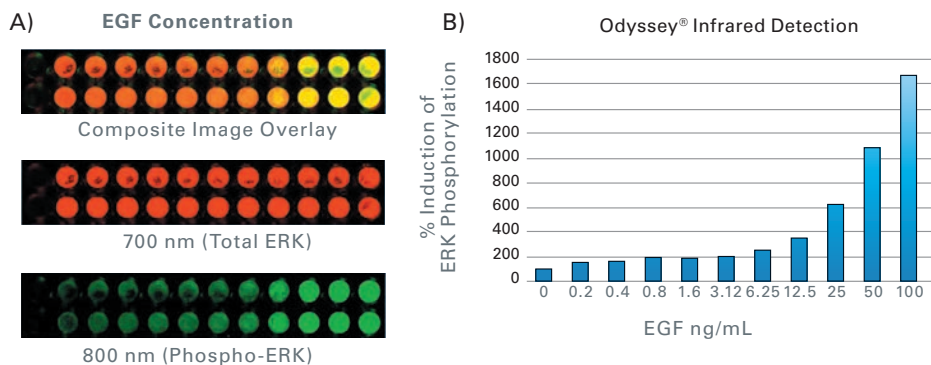 A)
EGF Concentration
Composite Image Overlay
700 nm (Total ERK)
800 nm (Phospho-ERK)
B)
Odyssey® Infrared Detection
% Induction of
ERK Phosphorylation
1800
1600
1400
1200
1000
800
600
400
200
0
0 0.2 0.4 0.8 1.6 3.12 6.25 12.5 25 50 100
EGF ng/mL